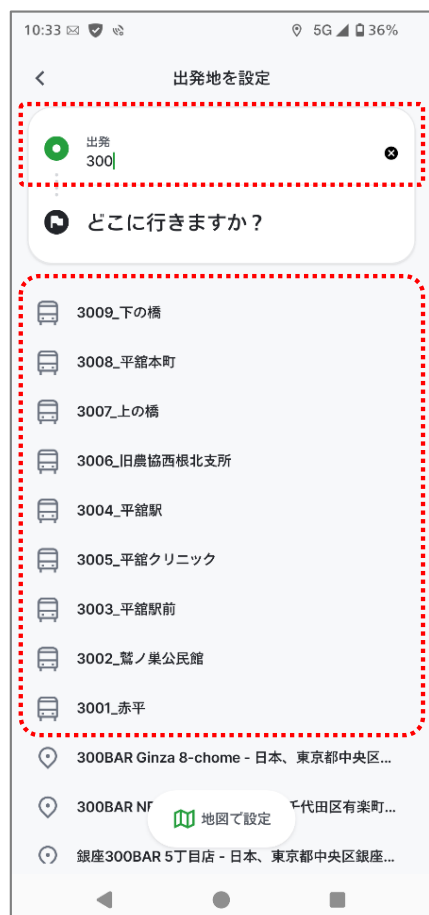 10:33 5G 36%
出発地を設定
出発
300
どこに行きますか？
3009_下の橋
3008_平舘本町
3007_上の橋
3006_旧農協西根北支所
3004_平舘駅
3005_平舘クリニック
3003_平舘駅前
3002_鷲ノ巣公民館
3001_赤平
300BAR Ginza 8-chome - 日本、東京都中央区...
300BAR NE 千代田区有楽町...
地図で設定
銀座300BAR 5丁目店 - 日本、東京都中央区銀座...